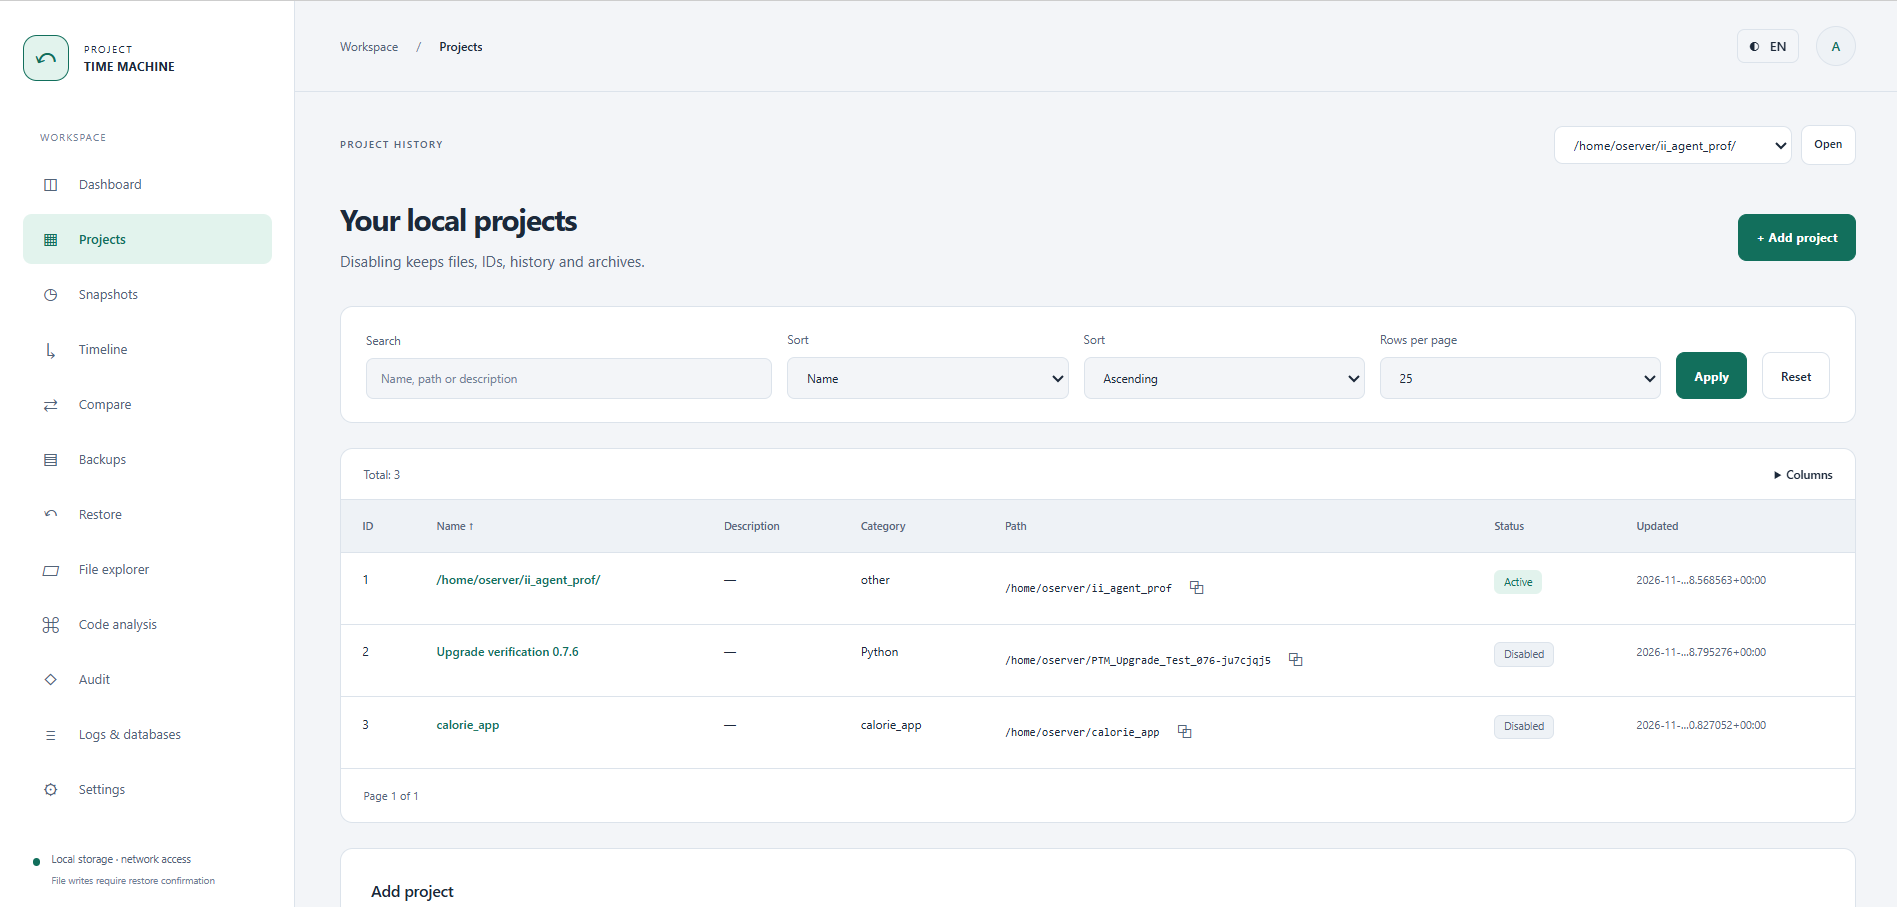 PROJECT
TIME MACHINE
WORKSPACE
Dashboard
Projects
Snapshots
Timeline
Compare
Backups
Restore
File explorer
Code analysis
Audit
Logs & databases
Settings
Local storage · network access
File writes require restore confirmation
Workspace / Projects
EN
A
PROJECT HISTORY
/home/oserver/ii_agent_prof/
Open
Your local projects
Disabling keeps files, IDs, history and archives.
+ Add project
Search
Name, path or description
Sort
Name
Sort
Ascending
Rows per page
25
Apply
Reset
Total: 3
Columns
ID Name ↑ Description Category Path Status Updated
1 /home/oserver/ii_agent_prof/ — other /home/oserver/ii_agent_prof Active 2026-11-...8.568563+00:00
2 Upgrade verification 0.7.6 — Python /home/oserver/PTM_Upgrade_Test_076-ju7cjqj5 Disabled 2026-11-...8.795276+00:00
3 calorie_app — calorie_app /home/oserver/calorie_app Disabled 2026-11-...0.827052+00:00
Page 1 of 1
Add project